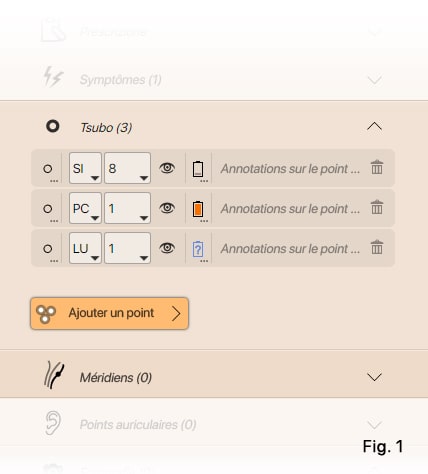 Prescriptions
Symptômes (1)
Tsubo (3)
SI 8 Annotations sur le point ...
PC 1 Annotations sur le point ...
LU 1 ? Annotations sur le point ...
Ajouter un point
Méridiens (0)
Points auriculaires (0)
Fig. 1